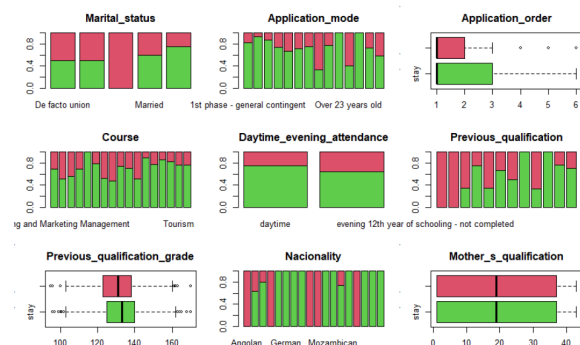 Marital_status
Application_mode
Application_order
0.0 0.4 0.8
0.0 0.4 0.8
stay
De facto union Married
1st phase - general contingent Over 23 years old
1 2 3 4 5 6
Course
Daytime_evening_attendance
Previous_qualification
0.0 0.4 0.8
0.0 0.4 0.8
0.0 0.4 0.8
ng and Marketing Management Tourism
daytime evening
12th year of schooling - not completed
Previous_qualification_grade
Nacionality
Mother_s_qualification
stay
0.0 0.4 0.8
stay
100 120 140 160
Angolan German Mozambican
0 10 20 30 40